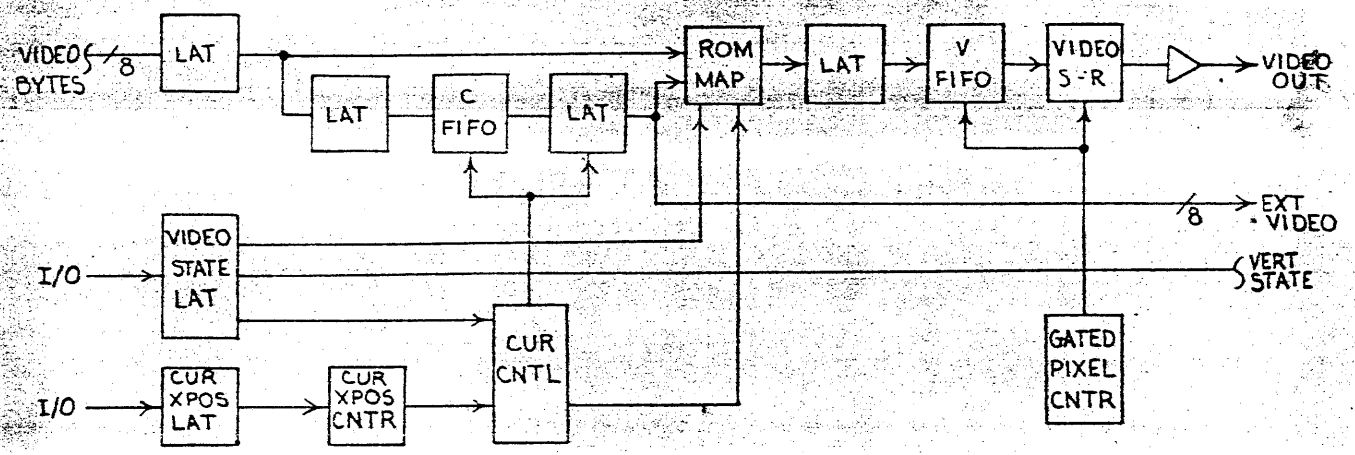 VIDEO
BYTES
8
LAT
LAT
C
FIFO
LAT
ROM
MAP
LAT
V
FIFO
VIDEO
S-R
VIDEO
OUT
8
EXT
VIDEO
I/O
VIDEO
STATE
LAT
VERT
STATE
CUR
CNTL
GATED
PIXEL
CNTR
I/O
CUR
XPOS
LAT
CUR
XPOS
CNTR